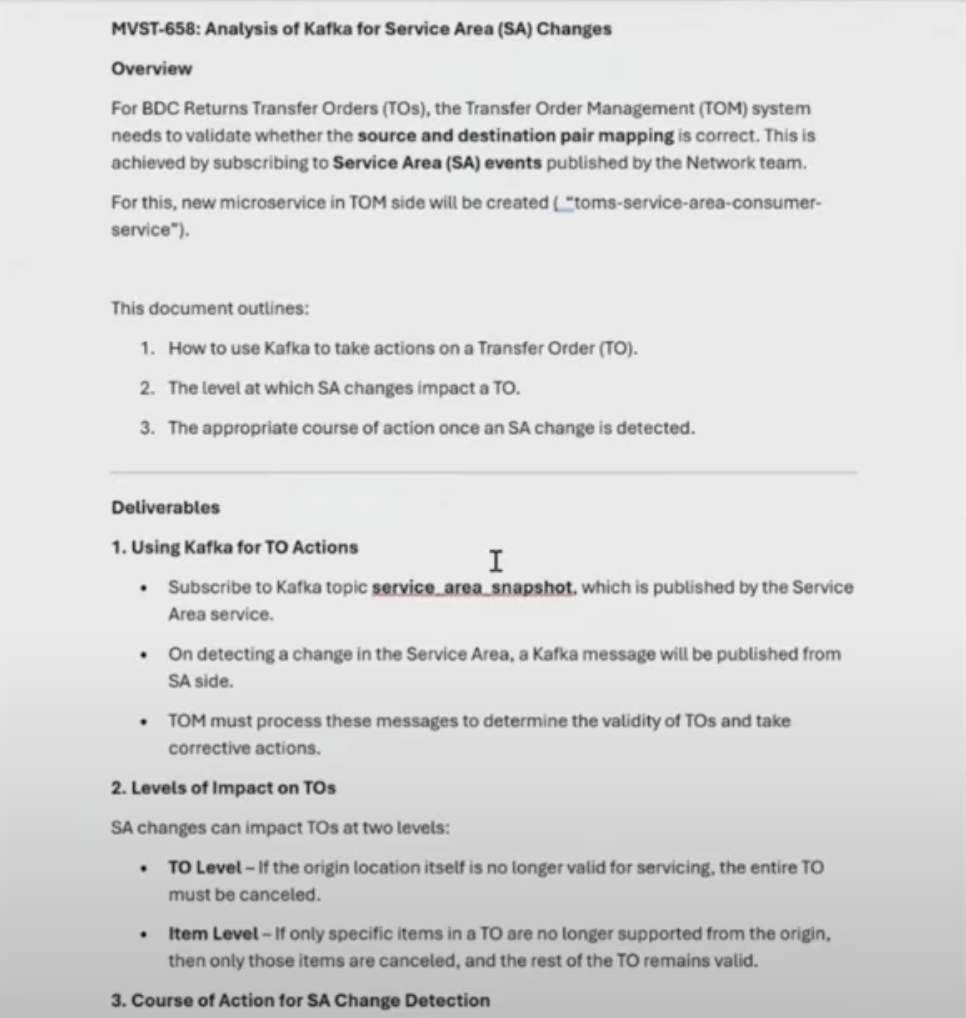 MVST-658: Analysis of Kafka for Service Area (SA) Changes
Overview
For BDC Returns Transfer Orders (TOs), the Transfer Order Management (TOM) system
needs to validate whether the source and destination pair mapping is correct. This is
achieved by subscribing to Service Area (SA) events published by the Network team.
For this, new microservice in TOM side will be created ( "toms-service-area-consumer-
service").
This document outlines:
1. How to use Kafka to take actions on a Transfer Order (TO).
2. The level at which SA changes impact a TO.
3. The appropriate course of action once an SA change is detected.
Deliverables
1. Using Kafka for TO Actions
• Subscribe to Kafka topic service_area_snapshot, which is published by the Service
Area service.
• On detecting a change in the Service Area, a Kafka message will be published from
SA side.
• TOM must process these messages to determine the validity of TOs and take
corrective actions.
2. Levels of Impact on TOs
SA changes can impact TOs at two levels:
• TO Level – If the origin location itself is no longer valid for servicing, the entire TO
must be canceled.
• Item Level – If only specific items in a TO are no longer supported from the origin,
then only those items are canceled, and the rest of the TO remains valid.
3. Course of Action for SA Change Detection